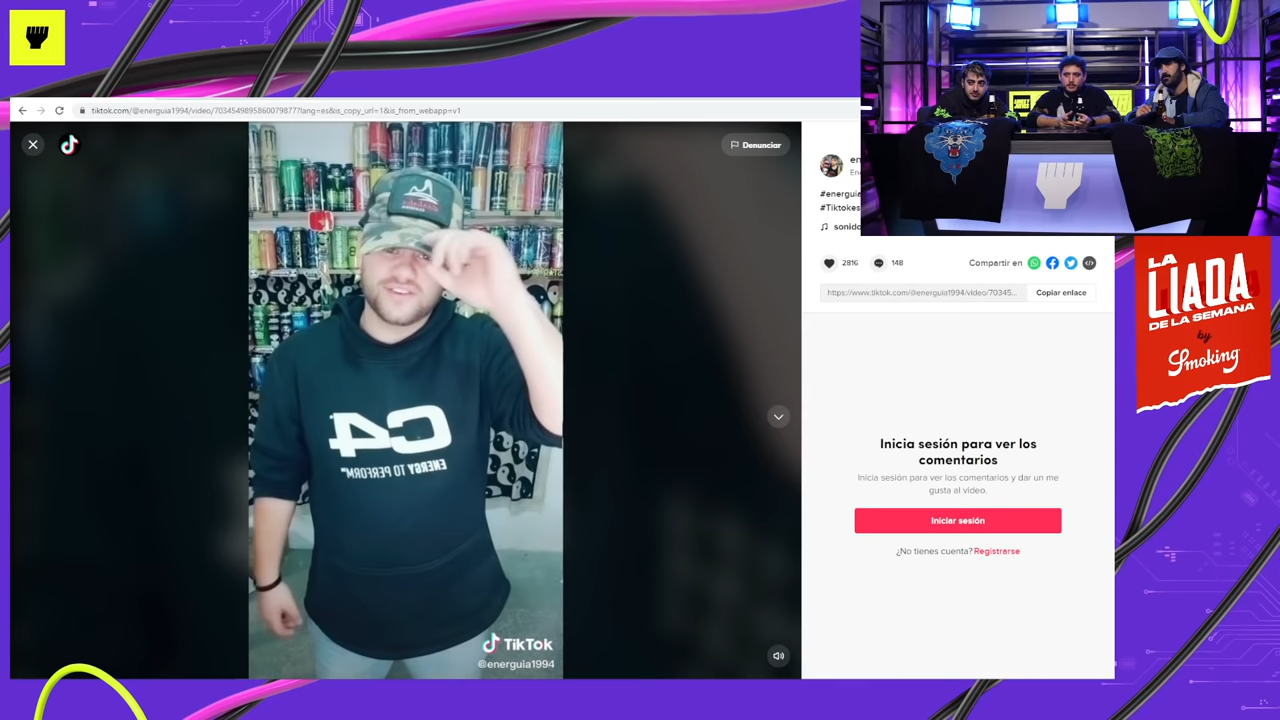 tiktok.com/@energuia1994/video/7034549895860079877?lang=es&is_copy_url=1&is_from_webapp=v1
Denunciar
en
#energuia
#Tiktokes
sonido
2816
148
Compartir en
https://www.tiktok.com/@energuia1994/video/70345...
Copiar enlace
Inicia sesión para ver los
comentarios
Inicia sesión para ver los comentarios y dar un me
gusta al video.
Iniciar sesión
¿No tienes cuenta? Registrarse
C4
ENERGY TO PERFORM™
TikTok
@energuia1994
LA
LIADA
DE LA SEMANA
by
Smoking